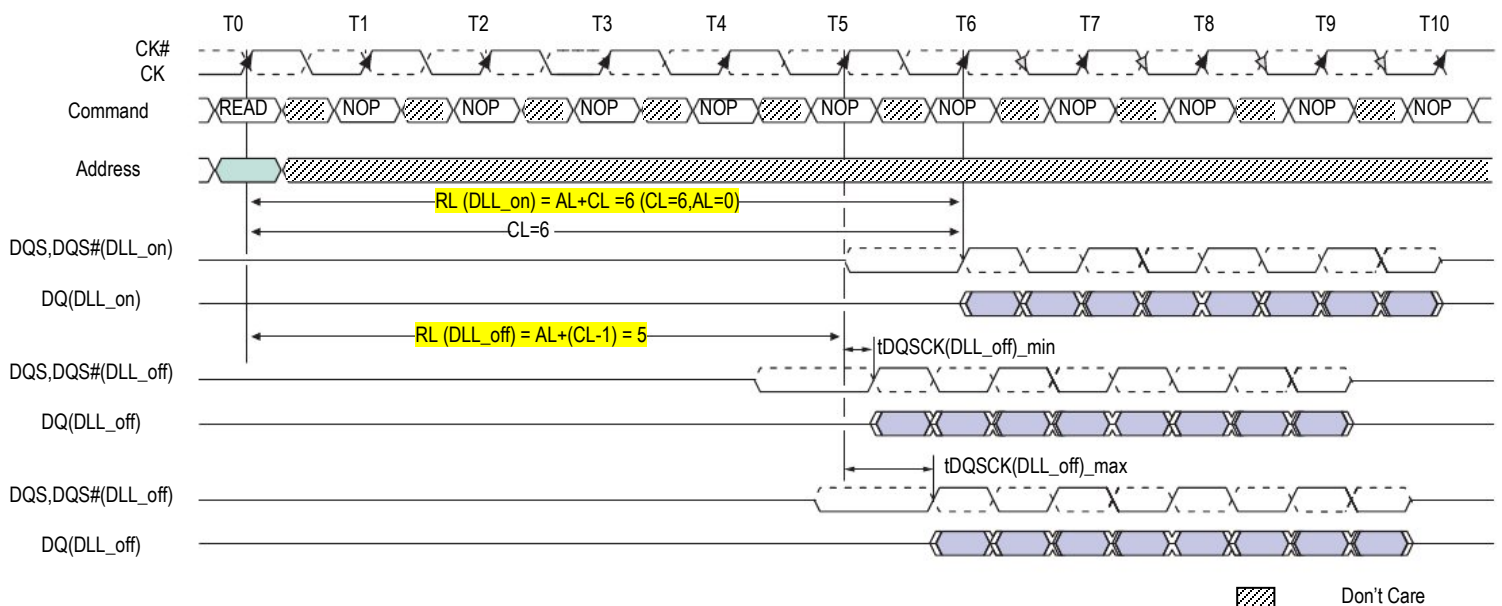 T0 T1 T2 T3 T4 T5 T6 T7 T8 T9 T10
CK#
CK
Command READ NOP NOP NOP NOP NOP NOP NOP NOP NOP NOP
Address
RL (DLL_on) = AL+CL =6 (CL=6,AL=0)
CL=6
DQS,DQS#(DLL_on)
DQ(DLL_on)
RL (DLL_off) = AL+(CL-1) = 5
tDQSCK(DLL_off)_min
DQS,DQS#(DLL_off)
DQ(DLL_off)
tDQSCK(DLL_off)_max
DQS,DQS#(DLL_off)
DQ(DLL_off)
Don't Care